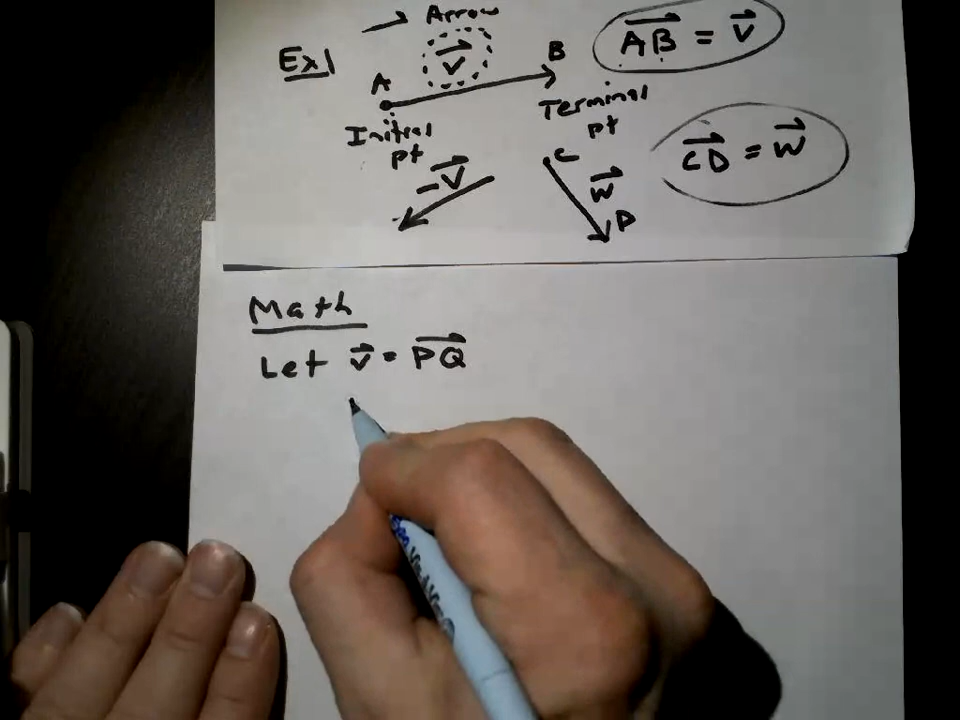 → Arrow
Ex1
v⃗
A
B
AB⃗ = v⃗
Initial
pt
Terminal
pt
-v⃗
C
w⃗
D
CD⃗ = w⃗
Math
Let v⃗ = PQ⃗